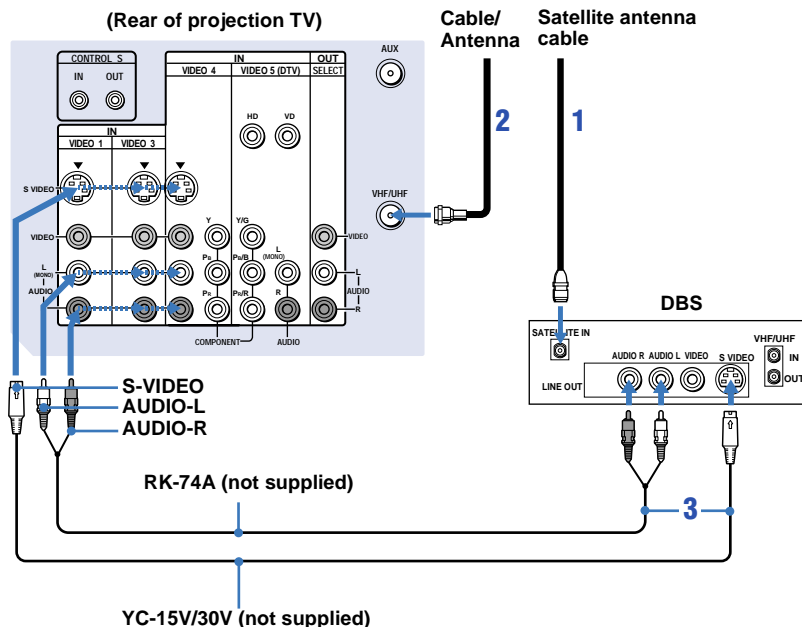 (Rear of projection TV)
Cable/
Antenna
Satellite antenna
cable
CONTROL S
IN OUT
IN OUT
VIDEO 4 VIDEO 5 (DTV) SELECT
AUX
HD VD
IN
VIDEO 1 VIDEO 3
S VIDEO
VIDEO
L
(MONO)
AUDIO
R
Y Y/G
PB PB/B
L
(MONO)
PR PR/R R
COMPONENT AUDIO
VIDEO
L
AUDIO
R
VHF/UHF
2
1
DBS
SATELLITE IN
AUDIO R AUDIO L VIDEO S VIDEO
LINE OUT
VHF/UHF
IN
OUT
S-VIDEO
AUDIO-L
AUDIO-R
RK-74A (not supplied)
3
YC-15V/30V (not supplied)